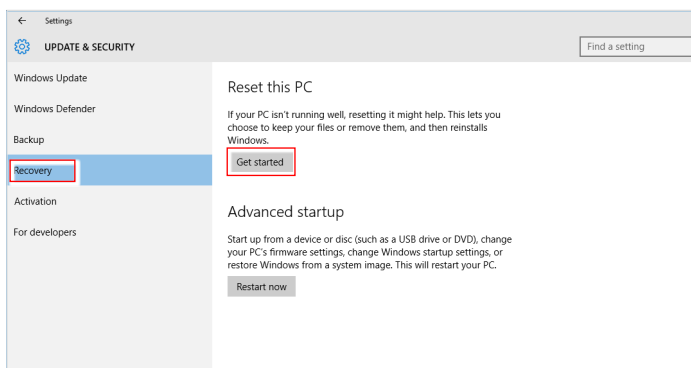 Settings
UPDATE & SECURITY
Find a setting
Windows Update
Windows Defender
Backup
Recovery
Activation
For developers
Reset this PC
If your PC isn't running well, resetting it might help. This lets you
choose to keep your files or remove them, and then reinstalls
Windows.
Get started
Advanced startup
Start up from a device or disc (such as a USB drive or DVD), change
your PC's firmware settings, change Windows startup settings, or
restore Windows from a system image. This will restart your PC.
Restart now